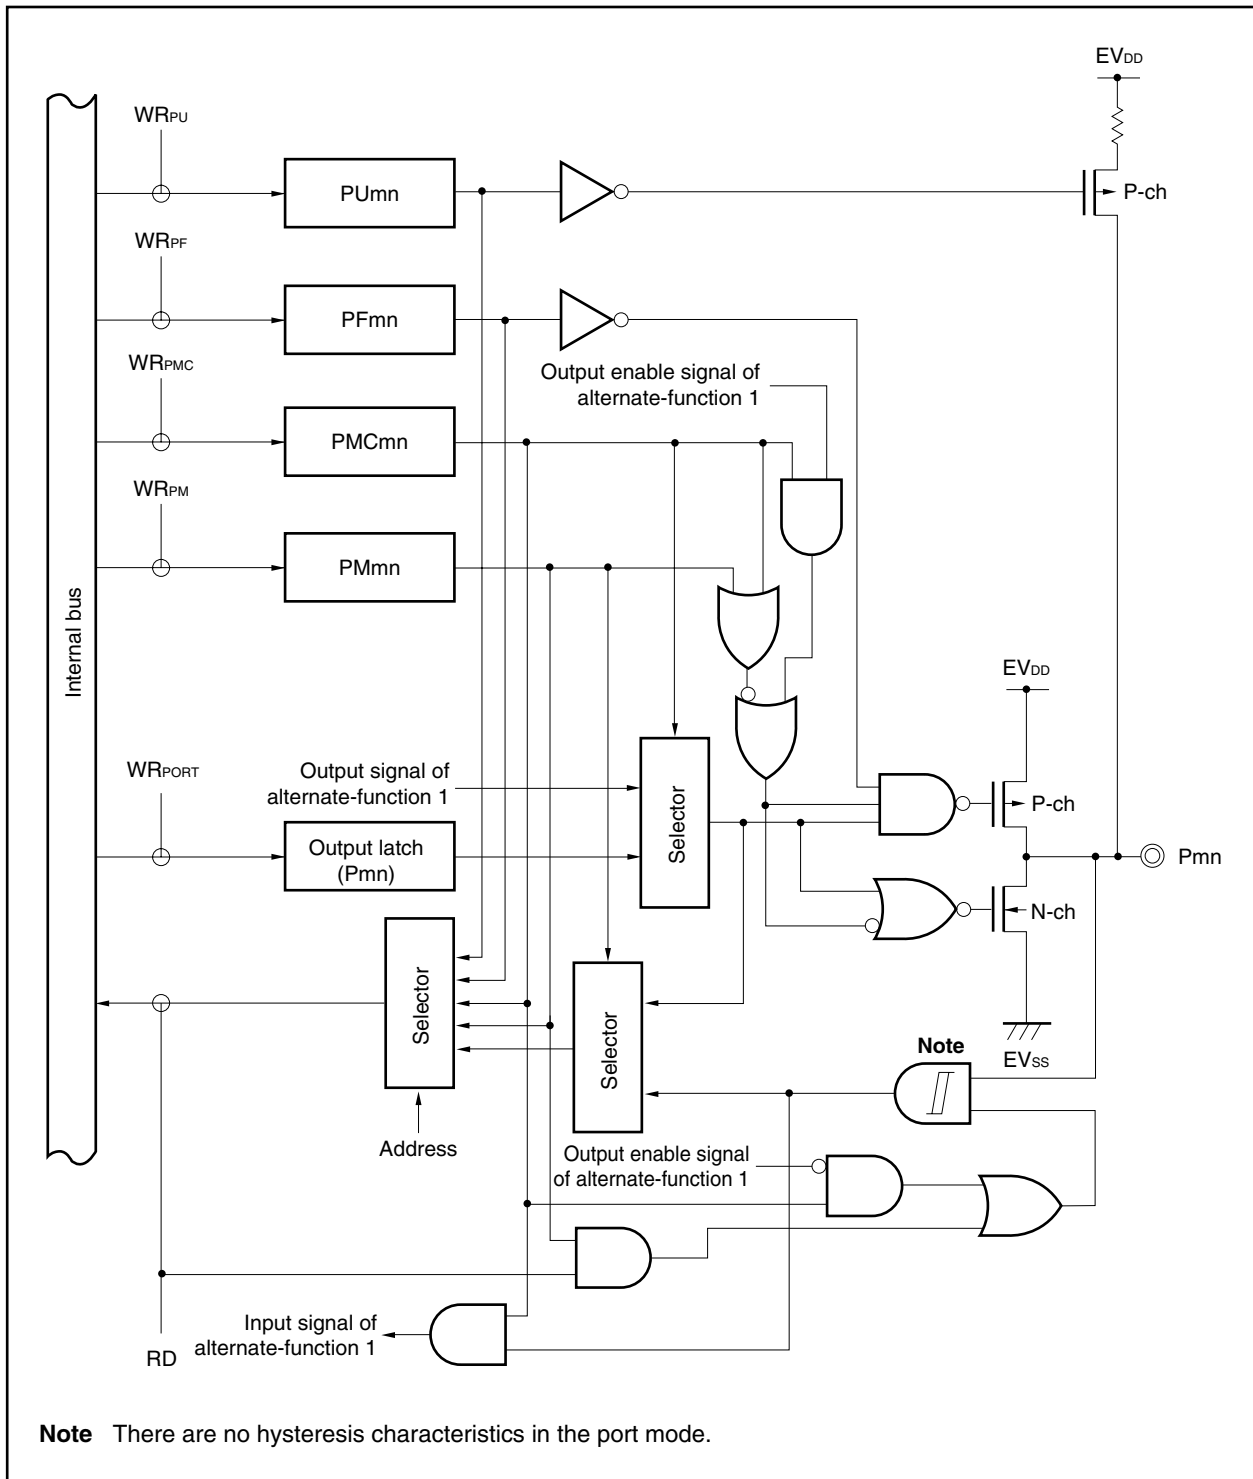 EVDD
WRPU
PUmn
P-ch
WRPF
PFmn
WRPMC
Output enable signal of
alternate-function 1
PMCmn
WRPM
PMmn
Internal bus
EVDD
WRPORT
Output signal of
alternate-function 1
Selector
P-ch
Output latch
(Pmn)
Pmn
N-ch
Selector
Selector
Note
EVSS
Address
Output enable signal
of alternate-function 1
Input signal of
alternate-function 1
RD
Note There are no hysteresis characteristics in the port mode.